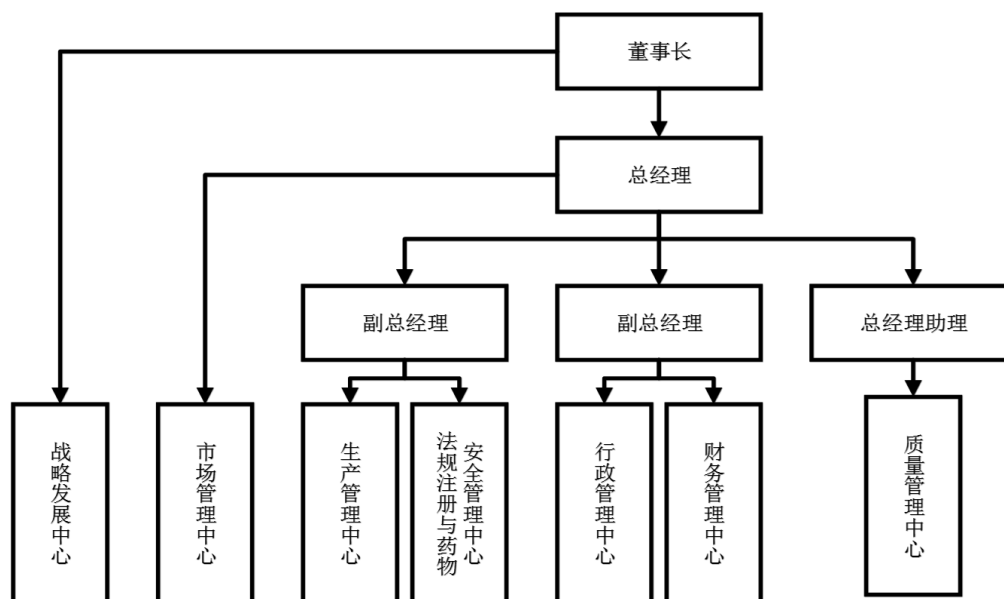 董事长
总经理
副总经理
副总经理
总经理助理
战略发展中心
市场管理中心
生产管理中心
法规注册与药物
安全管理中心
行政管理中心
财务管理中心
质量管理中心